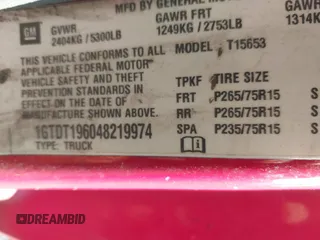 GM
MFD BY GENERAL MO
GVWR GAWR FRT GAWR R
2404KG / 5300LB 1249KG / 2753LB 1314K
THIS VEHICLE CONFORMS TO ALL T15653
APPLICABLE FEDERAL MOTOR
VEHICLE SAFETY AND THEFT
PREVENTION STANDARDS IN
EFFECT ON THE DATE OF
MANUFACTURE SHOWN ABOVE.
1GTDT196048219974
TYPE: TRUCK
TPKF TIRE SIZE
FRT P265/75R15 S
RR P265/75R15 S
SPA P235/75R15 S
DREAMBID